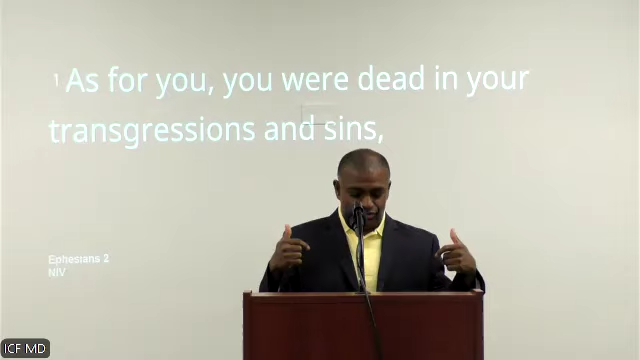 1 As for you, you were dead in your
transgressions and sins,
Ephesians 2
NIV
ICF MD